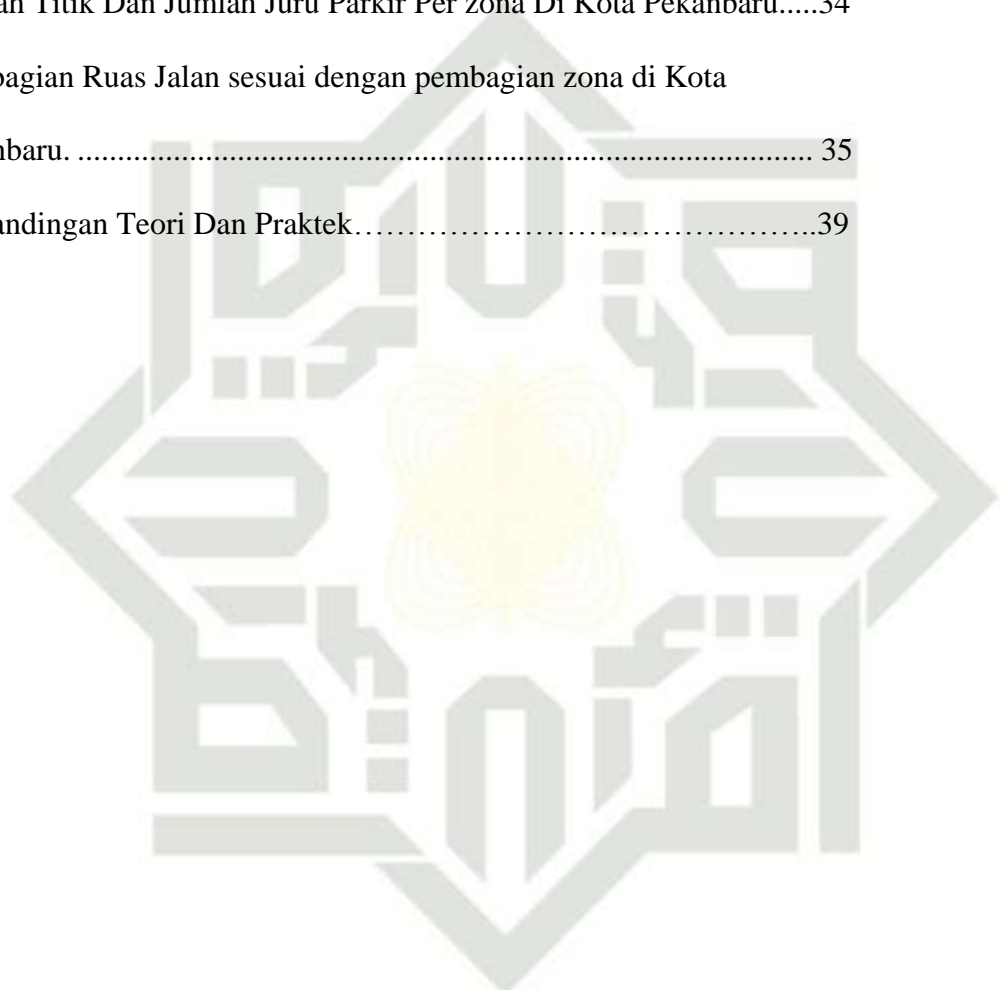 an Titik Dan Jumlah Juru Parkir Per zona Di Kota Pekanbaru.....34
bagian Ruas Jalan sesuai dengan pembagian zona di Kota
nbaru. ............................................................................................ 35
andingan Teori Dan Praktek……………………………………..39